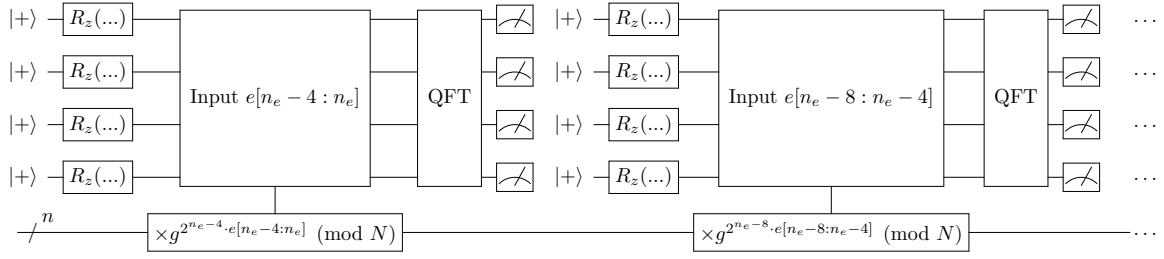 |+⟩ R_z(...) |+⟩ R_z(...) ...
|+⟩ R_z(...) |+⟩ R_z(...) ...
Input e[n_e − 4 : n_e] QFT Input e[n_e − 8 : n_e − 4] QFT
|+⟩ R_z(...) |+⟩ R_z(...) ...
|+⟩ R_z(...) |+⟩ R_z(...) ...
n ×g^{2^{n_e−4}·e[n_e−4:n_e]} (mod N) ×g^{2^{n_e−8}·e[n_e−8:n_e−4]} (mod N) ...